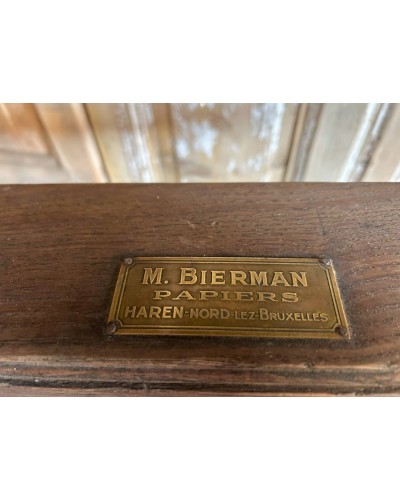 M. BIERMAN
PAPIERS
HAREN-NORD-LEZ-BRUXELLES